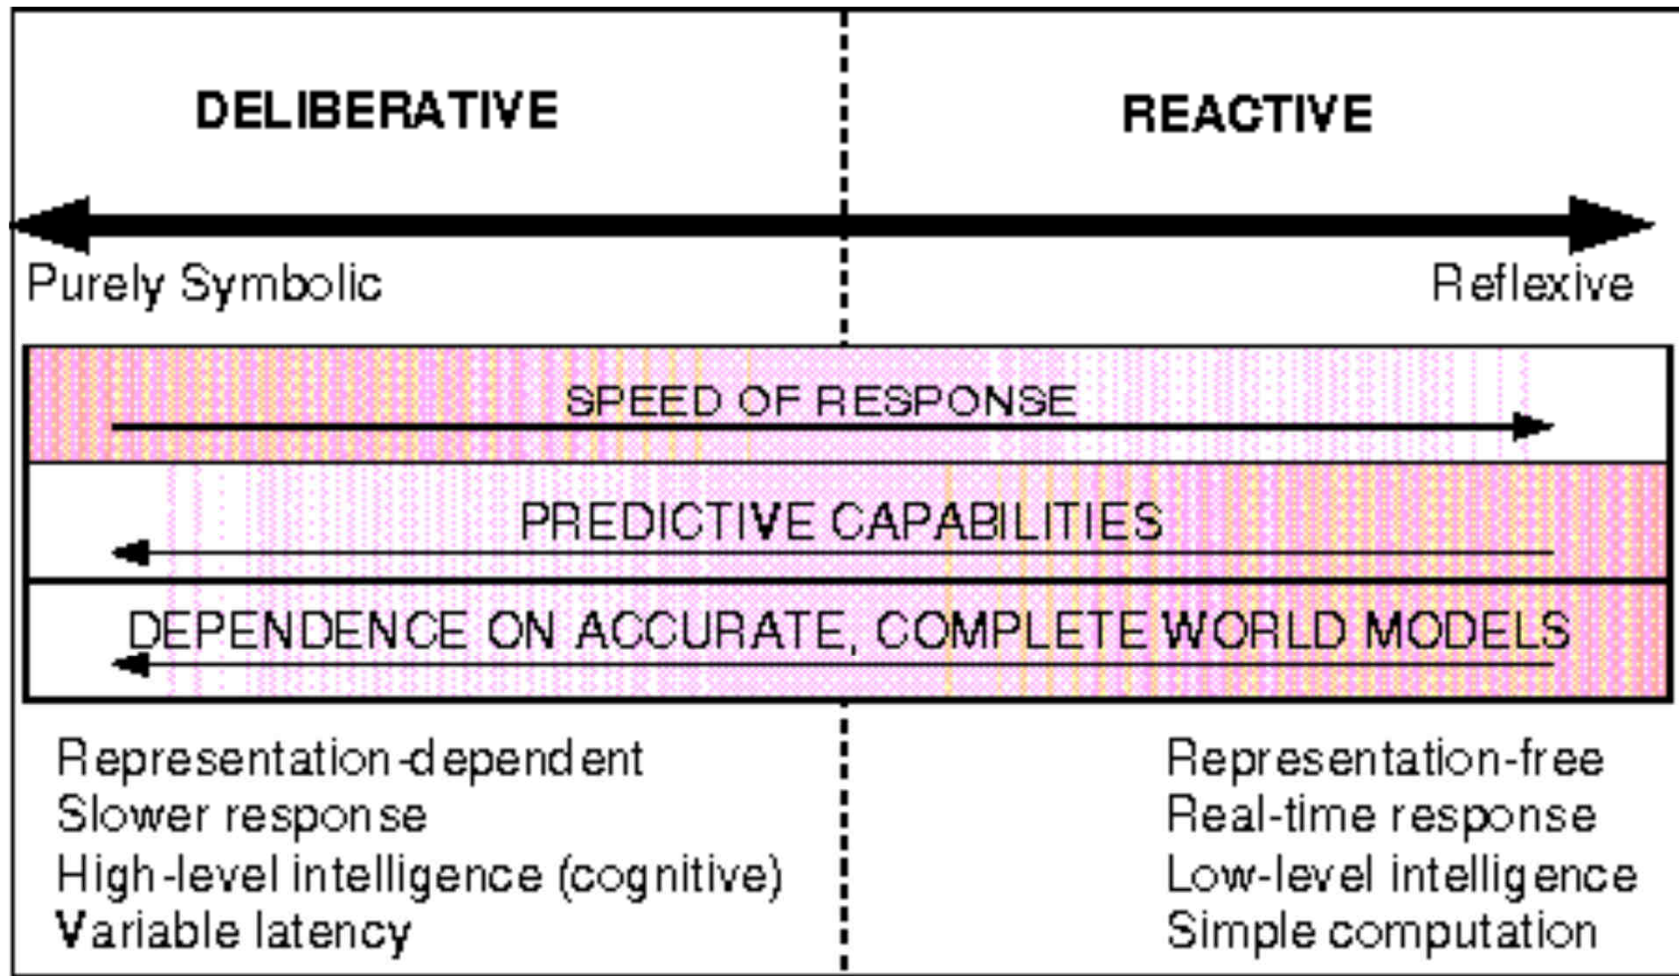 DELIBERATIVE
REACTIVE
Purely Symbolic
Reflexive
SPEED OF RESPONSE
PREDICTIVE CAPABILITIES
DEPENDENCE ON ACCURATE, COMPLETE WORLD MODELS
Representation-dependent
Slower response
High-level intelligence (cognitive)
Variable latency
Representation-free
Real-time response
Low-level intelligence
Simple computation